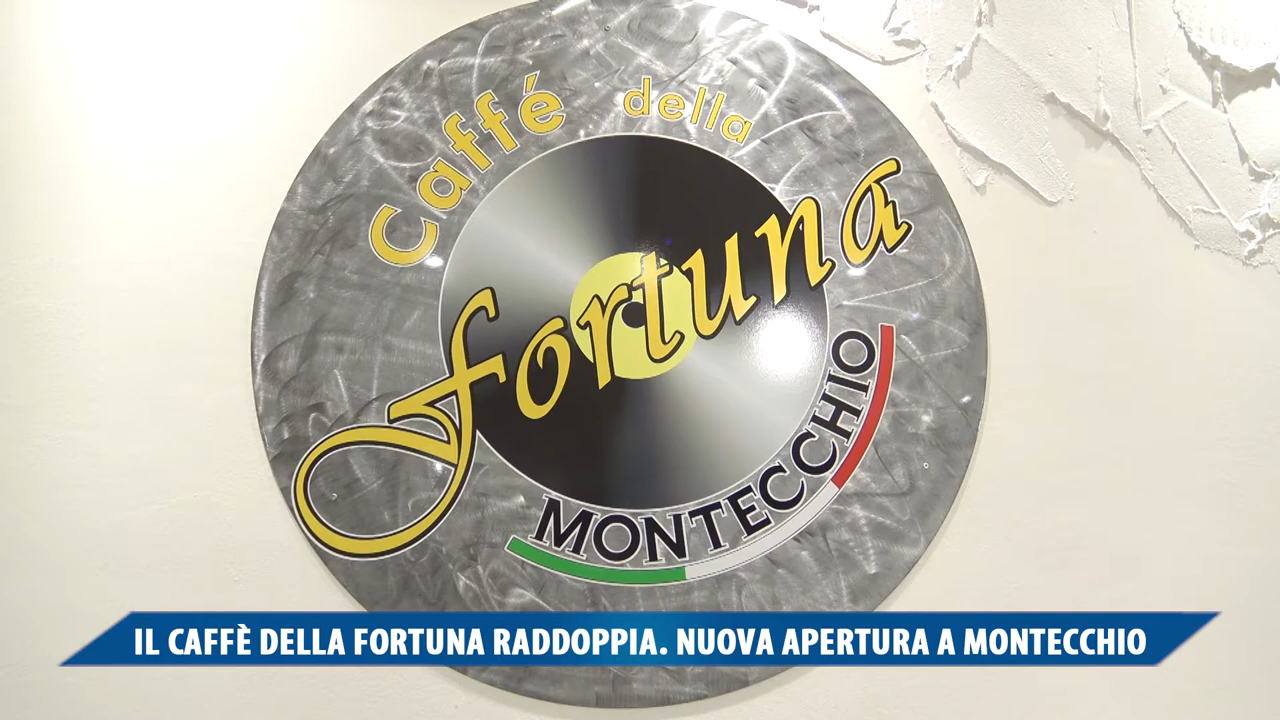 Caffé della
fortuna
MONTECCHIO
IL CAFFÈ DELLA FORTUNA RADDOPPIA. NUOVA APERTURA A MONTECCHIO